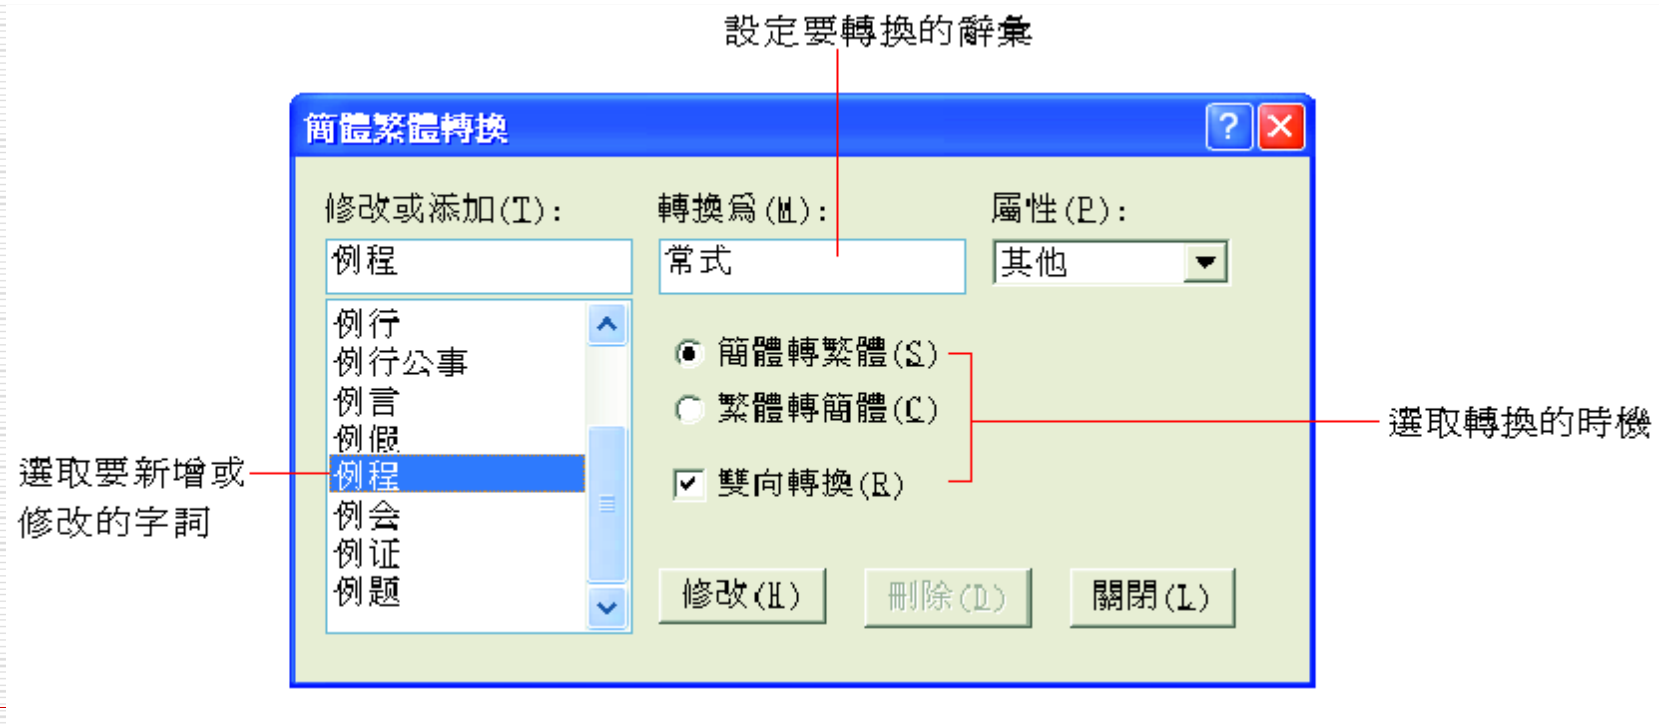 設定要轉換的辭彙
簡體繁體轉換
修改或添加(T):
轉換爲(M):
屬性(P):
例程
常式
其他
例行
例行公事
例言
例假
例程
例会
例证
例题
簡體轉繁體(S)
繁體轉簡體(C)
雙向轉換(R)
選取轉換的時機
選取要新增或
修改的字詞
修改(H)
刪除(D)
關閉(L)